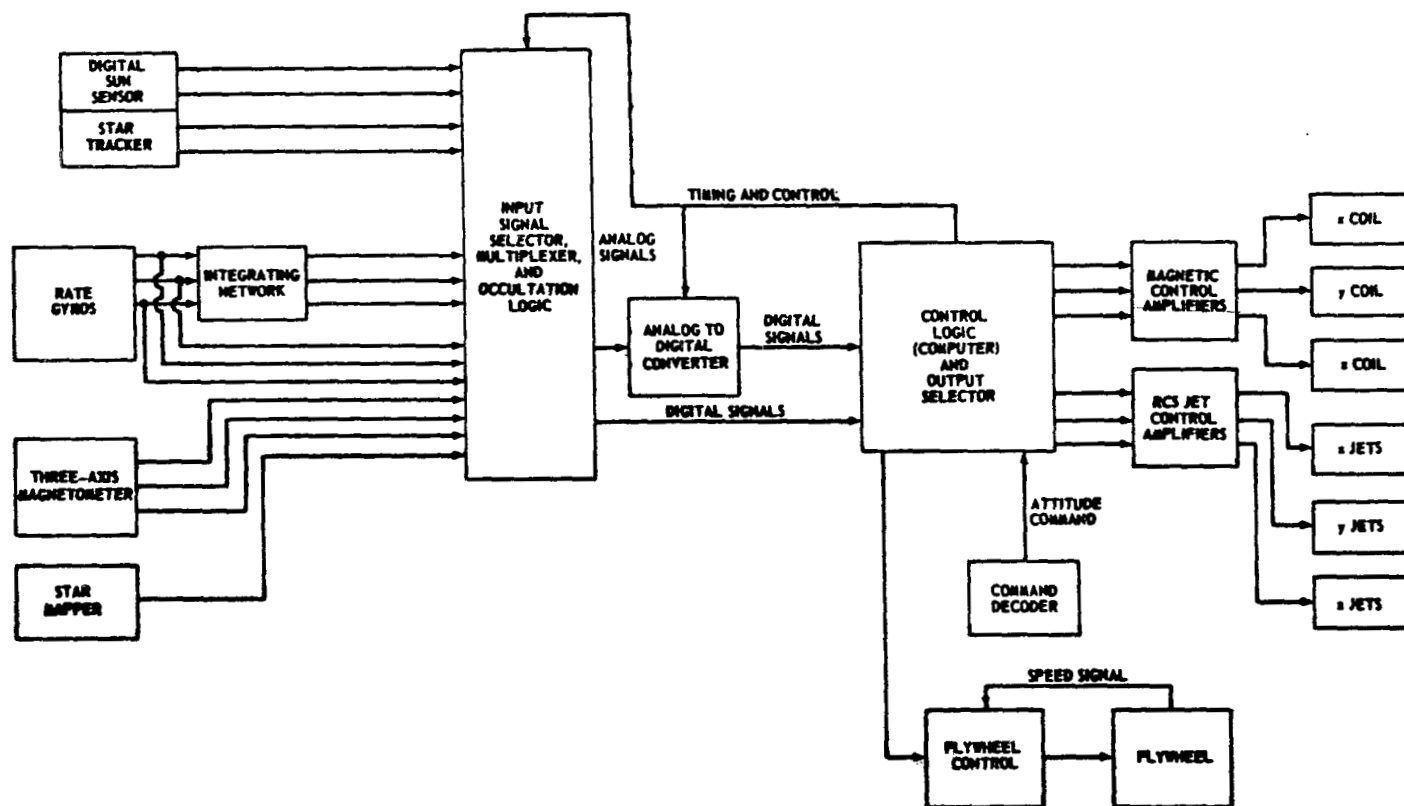 DIGITAL
SUN
SENSOR
STAR
TRACKER
RATE
GYROS
INTEGRATING
NETWORK
THREE-AXIS
MAGNETOMETER
STAR
MAPPER
INPUT
SIGNAL
SELECTOR,
MULTIPLEXER,
AND
OCCULTATION
LOGIC
ANALOG
SIGNALS
TIMING AND CONTROL
ANALOG TO
DIGITAL
CONVERTER
DIGITAL
SIGNALS
DIGITAL SIGNALS
CONTROL
LOGIC
(COMPUTER)
AND
OUTPUT
SELECTOR
MAGNETIC
CONTROL
AMPLIFIERS
RCS JET
CONTROL
AMPLIFIERS
x COIL
y COIL
z COIL
x JETS
y JETS
z JETS
ATTITUDE
COMMAND
COMMAND
DECODER
SPEED SIGNAL
FLYWHEEL
CONTROL
FLYWHEEL